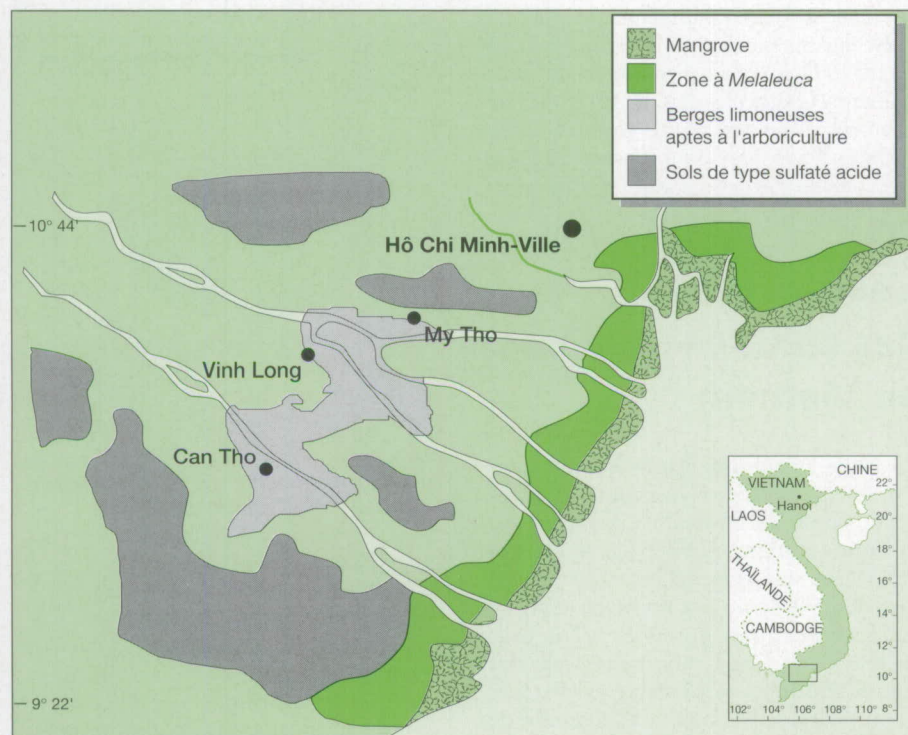 Mangrove
Zone à Melaleuca
Berges limoneuses
aptes à l'arboriculture
Sols de type sulfaté acide
10° 44'
Hô Chi Minh-Ville
My Tho
Vinh Long
Can Tho
9° 22'
VIETNAM
CHINE
Hanoï
LAOS
THAÏLANDE
CAMBODGE
22°
20°
18°
16°
14°
12°
10°
8°
102° 104° 106° 108° 110°